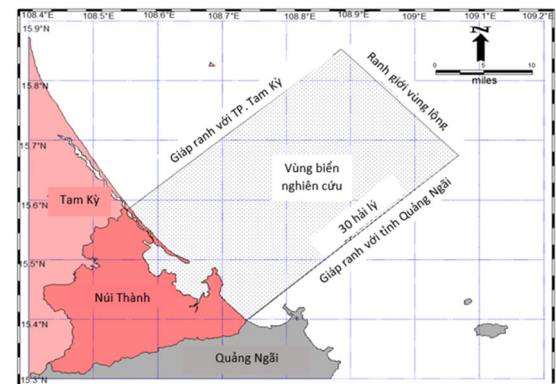 108.4°E
108.5°E
108.6°E
108.7°E
108.8°E
108.9°E
109°E
109.1°E
109.2°E
15.9°N
15.8°N
15.7°N
15.6°N
15.5°N
15.4°N
15.3°N
N
0
5
10
miles
Ranh giới vùng lộng
Giáp ranh với TP. Tam Kỳ
Vùng biển
nghiên cứu
30 hải lý
Giáp ranh với tỉnh Quảng Ngãi
Tam Kỳ
Núi Thành
Quảng Ngãi